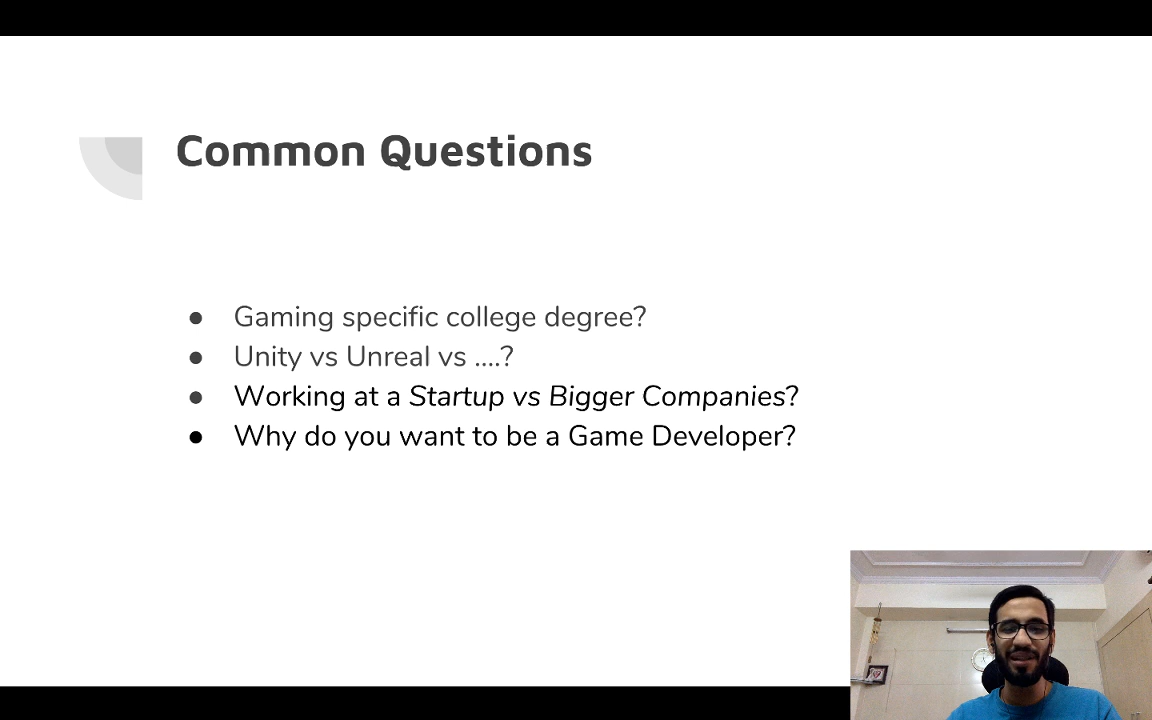 Common Questions
● Gaming specific college degree?
● Unity vs Unreal vs ....?
● Working at a Startup vs Bigger Companies?
● Why do you want to be a Game Developer?